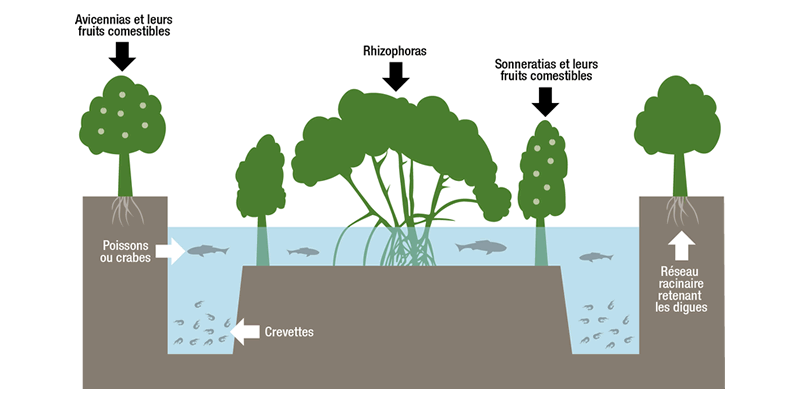 Avicennias et leurs
fruits comestibles
Rhizophoras
Sonneratias et leurs
fruits comestibles
Poissons
ou crabes
Crevettes
Réseau
racinaire
retenant
les digues